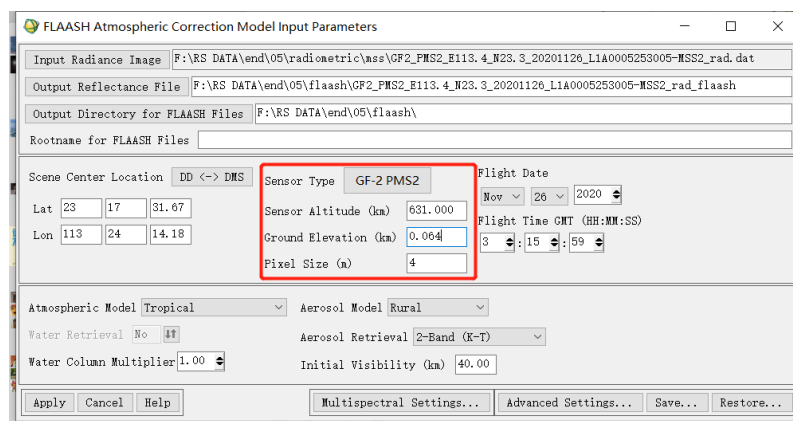 FLAASH Atmospheric Correction Model Input Parameters
Input Radiance Image F:\RS DATA\end\05\radiometric\mss\GF2_PMS2_E113.4_N23.3_20201126_L1A0005253005-MSS2_rad.dat
Output Reflectance File F:\RS DATA\end\05\flaash\GF2_PMS2_E113.4_N23.3_20201126_L1A0005253005-MSS2_rad_flaash
Output Directory for FLAASH Files F:\RS DATA\end\05\flaash\
Rootname for FLAASH Files
Scene Center Location DD <-> DMS
Lat 23 17 31.67
Lon 113 24 14.18
Sensor Type GF-2 PMS2
Sensor Altitude (km) 631.000
Ground Elevation (km) 0.064
Pixel Size (m) 4
Flight Date
Nov 26 2020
Flight Time GMT (HH:MM:SS)
3 : 15 : 59
Atmospheric Model Tropical
Water Retrieval No
Water Column Multiplier 1.00
Aerosol Model Rural
Aerosol Retrieval 2-Band (K-T)
Initial Visibility (km) 40.00
Apply Cancel Help Multispectral Settings... Advanced Settings... Save... Restore...